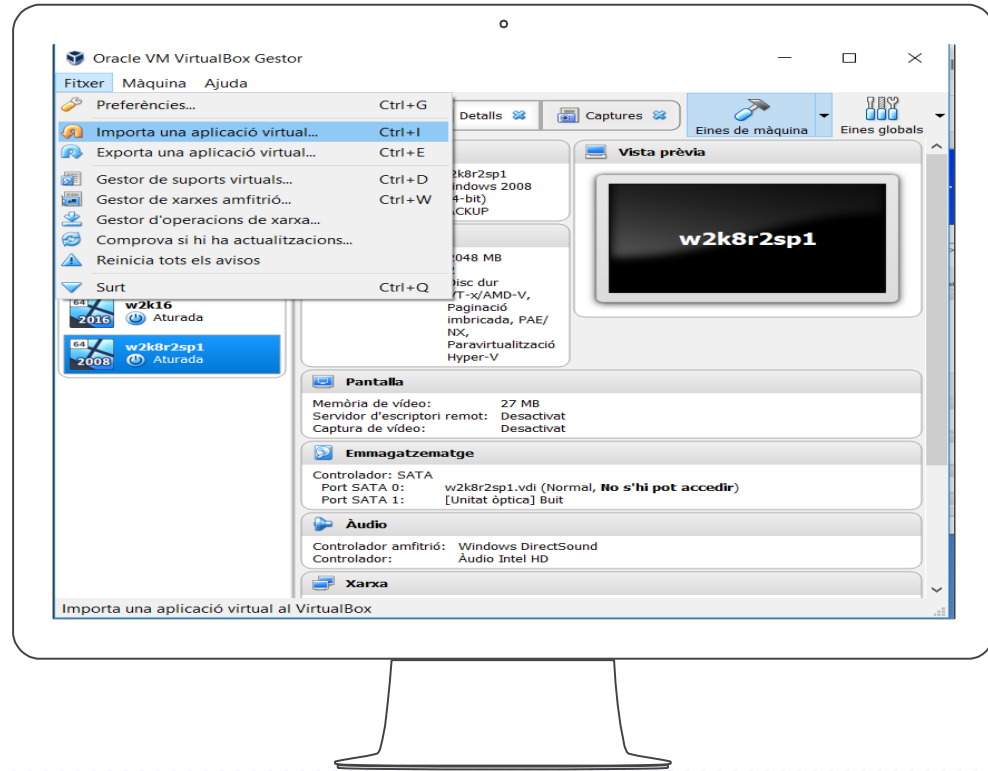 Oracle VM VirtualBox Gestor
Fitxer Màquina Ajuda
Preferències... Ctrl+G
Importa una aplicació virtual... Ctrl+I
Exporta una aplicació virtual... Ctrl+E
Gestor de suports virtuals... Ctrl+D
Gestor de xarxes amfitrió... Ctrl+W
Gestor d'operacions de xarxa...
Comprova si hi ha actualitzacions...
Reinicia tots els avisos
Surt Ctrl+Q
Detalls Captures Eines de màquina Eines globals
64 2016 w2k16
Aturada
64 2008 w2k8r2sp1
Aturada
2k8r2sp1
indows 2008
4-bit)
CKUP
2048 MB
Disc dur
VT-x/AMD-V,
Paginació
imbricada, PAE/
NX,
Paravirtualització
Hyper-V
Vista prèvia
w2k8r2sp1
Pantalla
Memòria de vídeo: 27 MB
Servidor d'escriptori remot: Desactivat
Captura de vídeo: Desactivat
Emmagatzematge
Controlador: SATA
Port SATA 0: w2k8r2sp1.vdi (Normal, No s'hi pot accedir)
Port SATA 1: [Unitat òptica] Buit
Àudio
Controlador amfitrió: Windows DirectSound
Controlador: Àudio Intel HD
Xarxa
Importa una aplicació virtual al VirtualBox